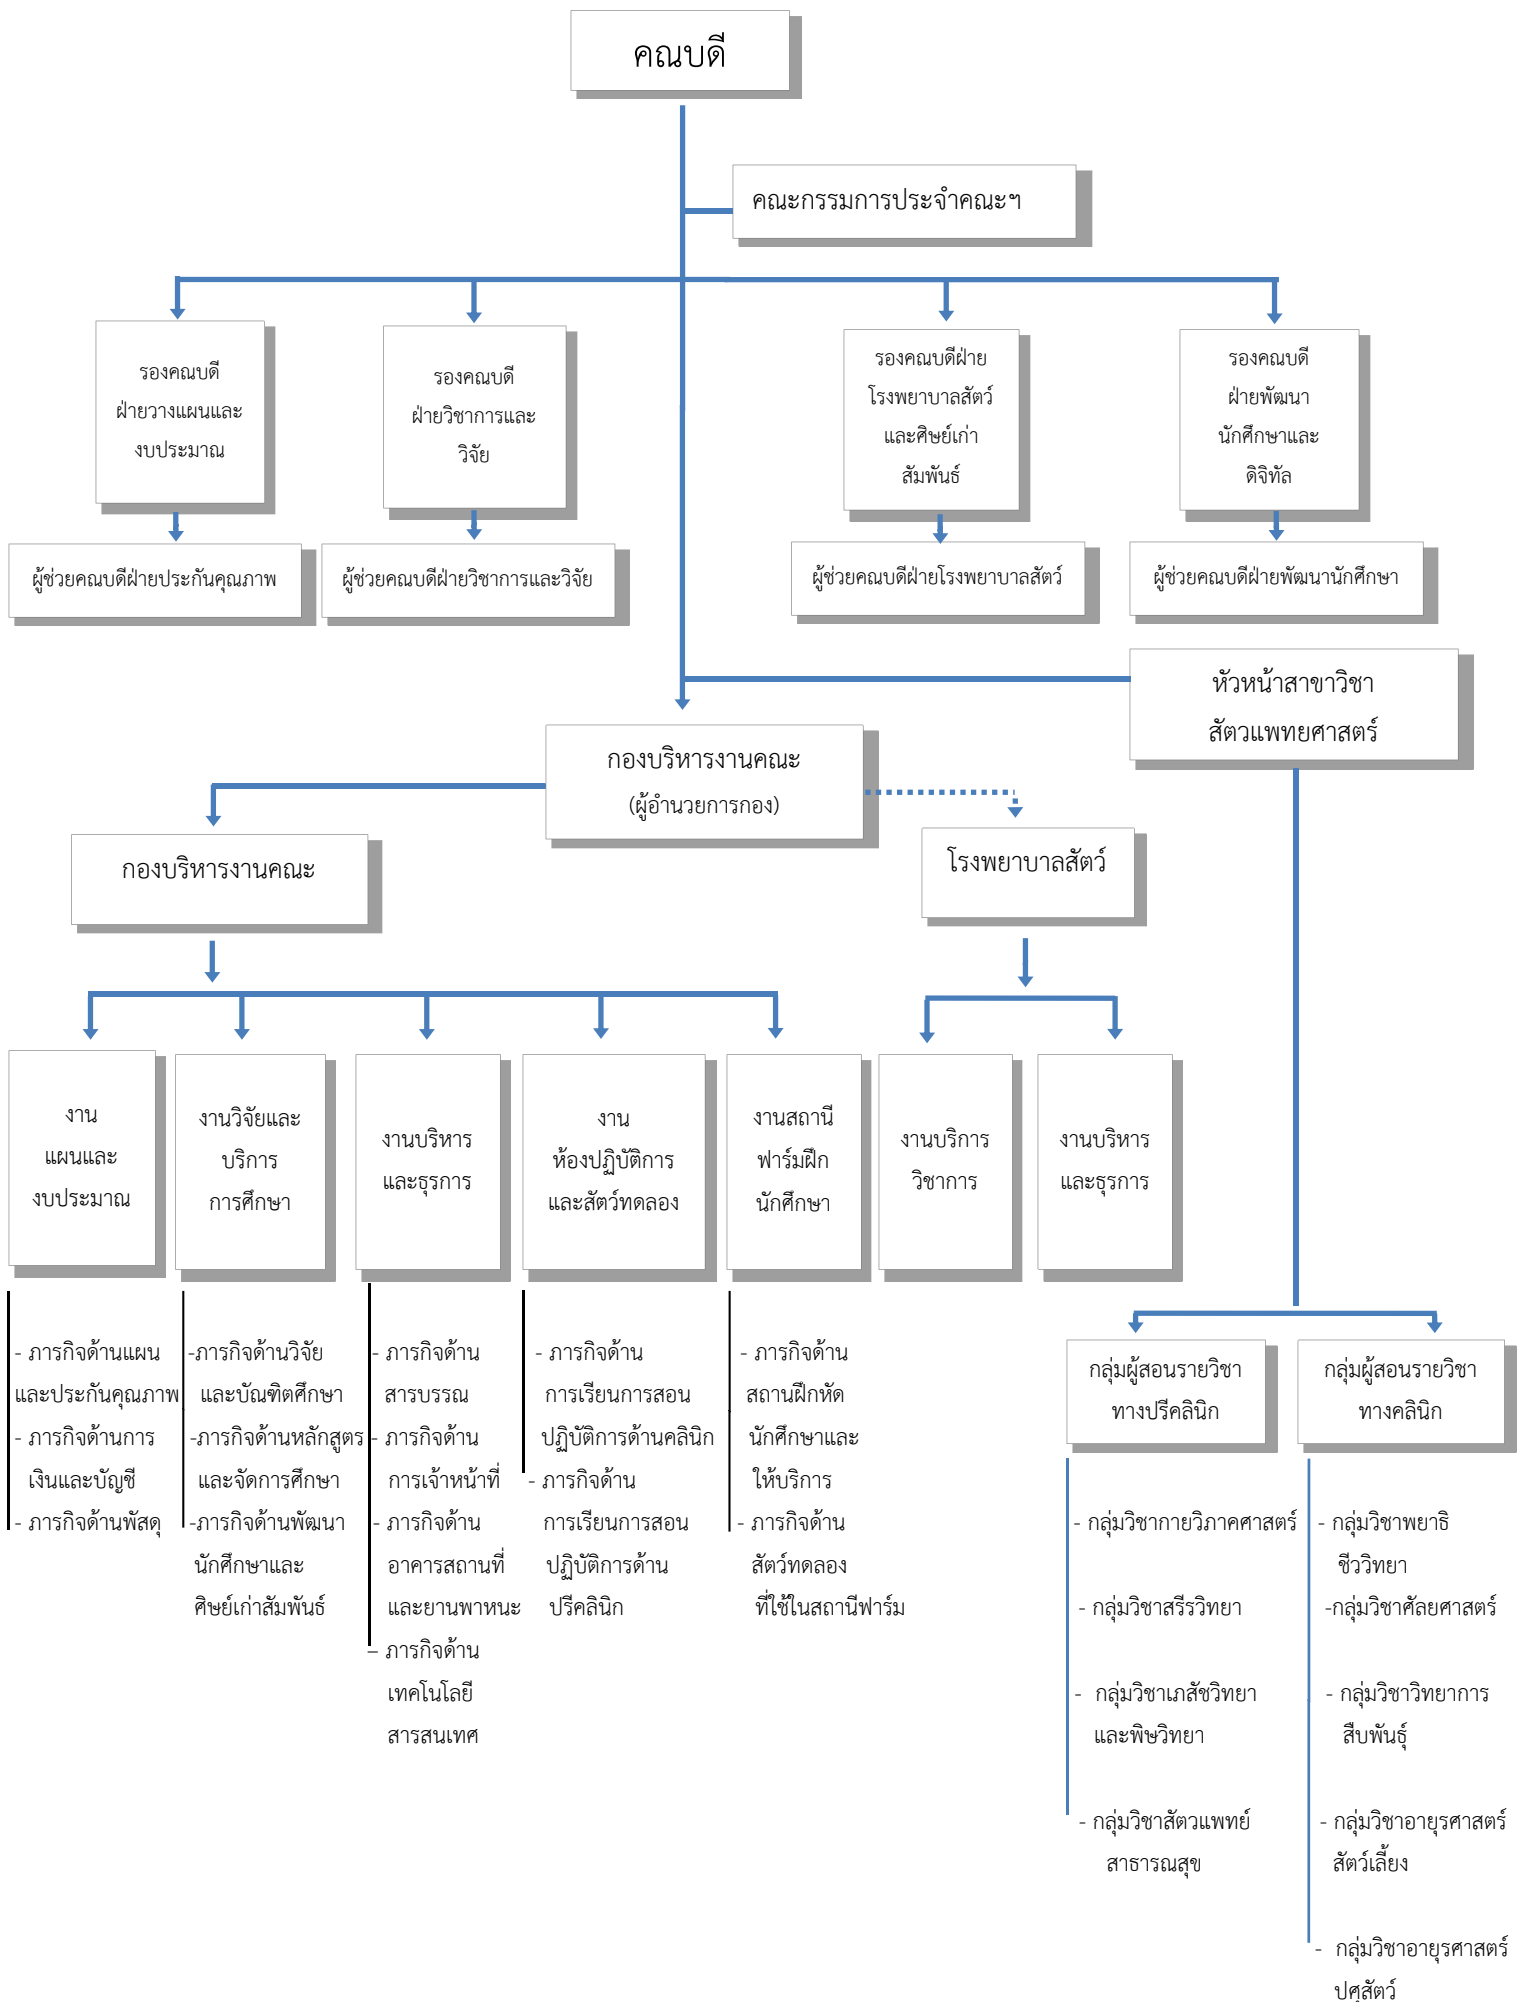 คณบดี
คณะกรรมการประจำคณะฯ
รองคณบดี
ฝ่ายวางแผนและ
งบประมาณ
รองคณบดี
ฝ่ายวิชาการและ
วิจัย
รองคณบดีฝ่าย
โรงพยาบาลสัตว์
และศิษย์เก่า
สัมพันธ์
รองคณบดี
ฝ่ายพัฒนา
นักศึกษาและ
ดิจิทัล
ผู้ช่วยคณบดีฝ่ายประกันคุณภาพ
ผู้ช่วยคณบดีฝ่ายวิชาการและวิจัย
ผู้ช่วยคณบดีฝ่ายโรงพยาบาลสัตว์
ผู้ช่วยคณบดีฝ่ายพัฒนานักศึกษา
หัวหน้าสาขาวิชา
สัตวแพทยศาสตร์
กองบริหารงานคณะ
(ผู้อำนวยการกอง)
กองบริหารงานคณะ
โรงพยาบาลสัตว์
งาน
แผนและ
งบประมาณ
งานวิจัยและ
บริการ
การศึกษา
งานบริหาร
และธุรการ
งาน
ห้องปฏิบัติการ
และสัตว์ทดลอง
งานสถานี
ฟาร์มฝึก
นักศึกษา
งานบริการ
วิชาการ
งานบริหาร
และธุรการ
- ภารกิจด้านแผน
และประกันคุณภาพ
- ภารกิจด้านการ
เงินและบัญชี
- ภารกิจด้านพัสดุ
-ภารกิจด้านวิจัย
และบัณฑิตศึกษา
-ภารกิจด้านหลักสูตร
และจัดการศึกษา
-ภารกิจด้านพัฒนา
นักศึกษาและ
ศิษย์เก่าสัมพันธ์
- ภารกิจด้าน
สารบรรณ
- ภารกิจด้าน
การเจ้าหน้าที่
- ภารกิจด้าน
อาคารสถานที่
และยานพาหนะ
– ภารกิจด้าน
เทคโนโลยี
สารสนเทศ
- ภารกิจด้าน
การเรียนการสอน
ปฏิบัติการด้านคลินิก
- ภารกิจด้าน
การเรียนการสอน
ปฏิบัติการด้าน
ปรีคลินิก
- ภารกิจด้าน
สถานฝึกหัด
นักศึกษาและ
ให้บริการ
- ภารกิจด้าน
สัตว์ทดลอง
ที่ใช้ในสถานีฟาร์ม
กลุ่มผู้สอนรายวิชา
ทางปรีคลินิก
- กลุ่มวิชากายวิภาคศาสตร์
- กลุ่มวิชาสรีรวิทยา
- กลุ่มวิชาเภสัชวิทยา
และพิษวิทยา
- กลุ่มวิชาสัตวแพทย์
สาธารณสุข
กลุ่มผู้สอนรายวิชา
ทางคลินิก
- กลุ่มวิชาพยาธิ
ชีววิทยา
-กลุ่มวิชาศัลยศาสตร์
- กลุ่มวิชาวิทยาการ
สืบพันธุ์
- กลุ่มวิชาอายุรศาสตร์
สัตว์เลี้ยง
- กลุ่มวิชาอายุรศาสตร์
ปศุสัตว์